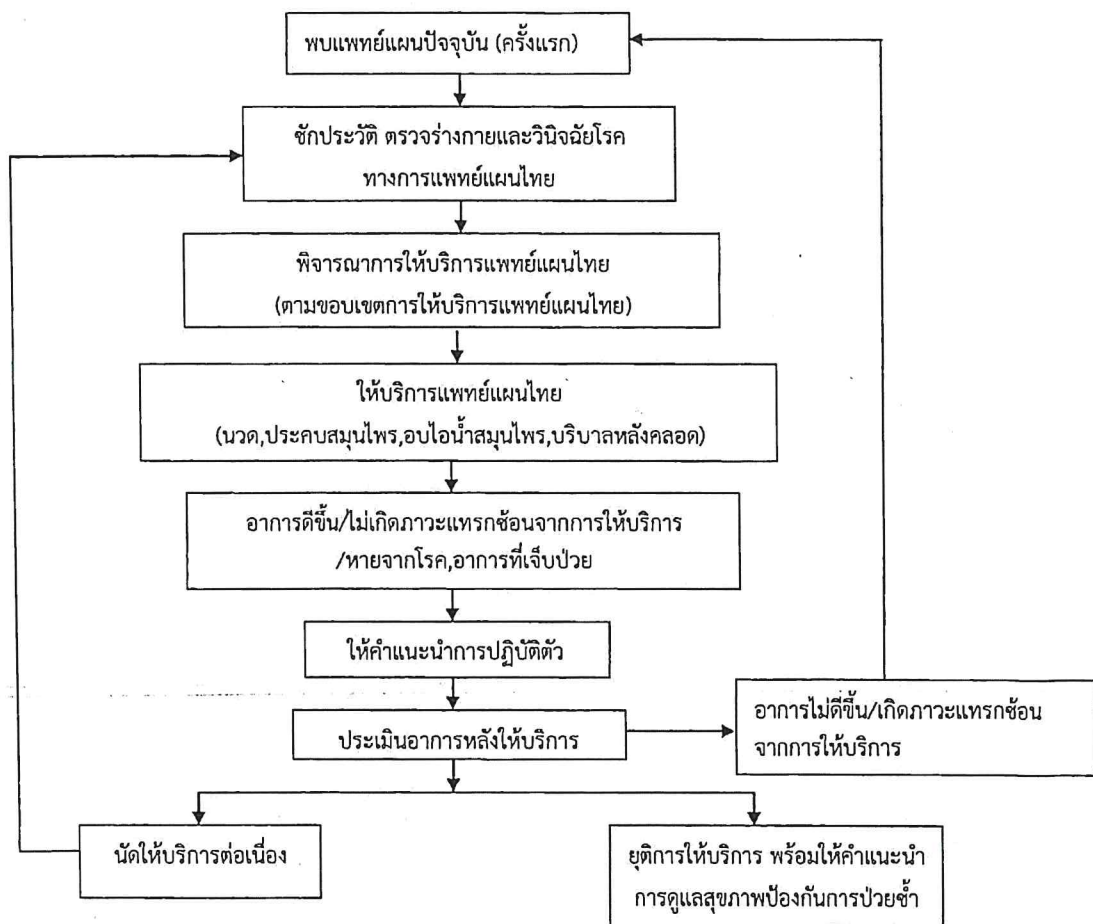 พบแพทย์แผนปัจจุบัน (ครั้งแรก)
ซักประวัติ ตรวจร่างกายและวินิจฉัยโรค
ทางการแพทย์แผนไทย
พิจารณาการให้บริการแพทย์แผนไทย
(ตามขอบเขตการให้บริการแพทย์แผนไทย)
ให้บริการแพทย์แผนไทย
(นวด,ประคบสมุนไพร,อบไอน้ำสมุนไพร,บริบาลหลังคลอด)
อาการดีขึ้น/ไม่เกิดภาวะแทรกซ้อนจากการให้บริการ
/หายจากโรค,อาการที่เจ็บป่วย
ให้คำแนะนำการปฏิบัติตัว
ประเมินอาการหลังให้บริการ
อาการไม่ดีขึ้น/เกิดภาวะแทรกซ้อน
จากการให้บริการ
นัดให้บริการต่อเนื่อง
ยุติการให้บริการ พร้อมให้คำแนะนำ
การดูแลสุขภาพป้องกันการป่วยซ้ำ